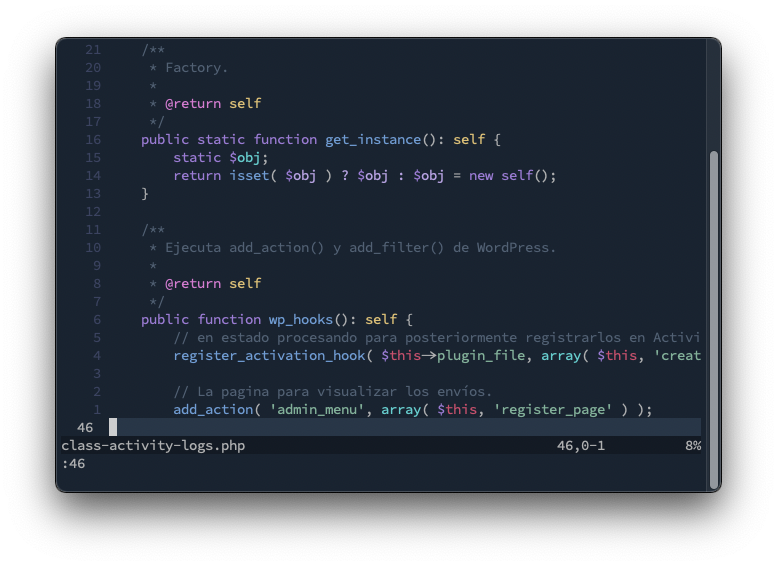 21 /**
20 * Factory.
19 *
18 * @return self
17 */
16 public static function get_instance(): self {
15 static $obj;
14 return isset( $obj ) ? $obj : $obj = new self();
13 }
12
11 /**
10 * Ejecuta add_action() y add_filter() de WordPress.
9 *
8 * @return self
7 */
6 public function wp_hooks(): self {
5 // en estado procesando para posteriormente registrarlos en Activi
4 register_activation_hook( $this->plugin_file, array( $this, 'creat
3
2 // La pagina para visualizar los envíos.
1 add_action( 'admin_menu', array( $this, 'register_page' ) );
46
class-activity-logs.php 46,0-1 8%
:46